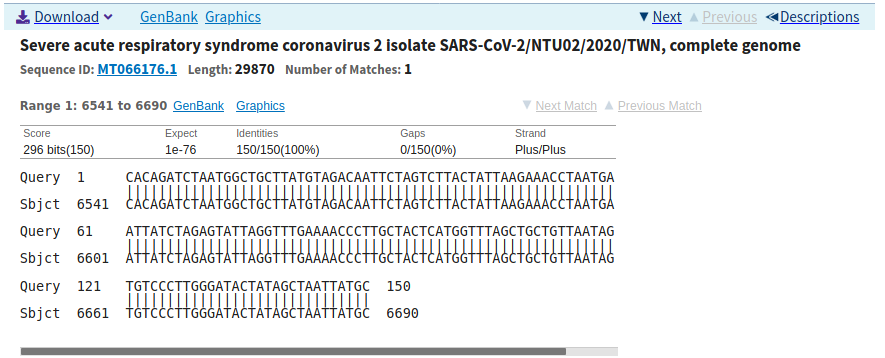 Download GenBank Graphics Next Previous Descriptions
Severe acute respiratory syndrome coronavirus 2 isolate SARS-CoV-2/NTU02/2020/TWN, complete genome
Sequence ID: MT066176.1 Length: 29870 Number of Matches: 1
Range 1: 6541 to 6690 GenBank Graphics Next Match Previous Match
Score Expect Identities Gaps Strand
296 bits(150) 1e-76 150/150(100%) 0/150(0%) Plus/Plus
Query 1 CACAGATCTAATGGCTGCTTATGTAGACAATTCTAGTCTTACTATTAAGAAACCTAATGA
Sbjct 6541 CACAGATCTAATGGCTGCTTATGTAGACAATTCTAGTCTTACTATTAAGAAACCTAATGA
Query 61 ATTATCTAGAGTATTAGGTTTGAAAACCCTTGCTACTCATGGTTTAGCTGCTGTTAATAG
Sbjct 6601 ATTATCTAGAGTATTAGGTTTGAAAACCCTTGCTACTCATGGTTTAGCTGCTGTTAATAG
Query 121 TGTCCCTTGGGATACTATAGCTAATTATGC 150
Sbjct 6661 TGTCCCTTGGGATACTATAGCTAATTATGC 6690